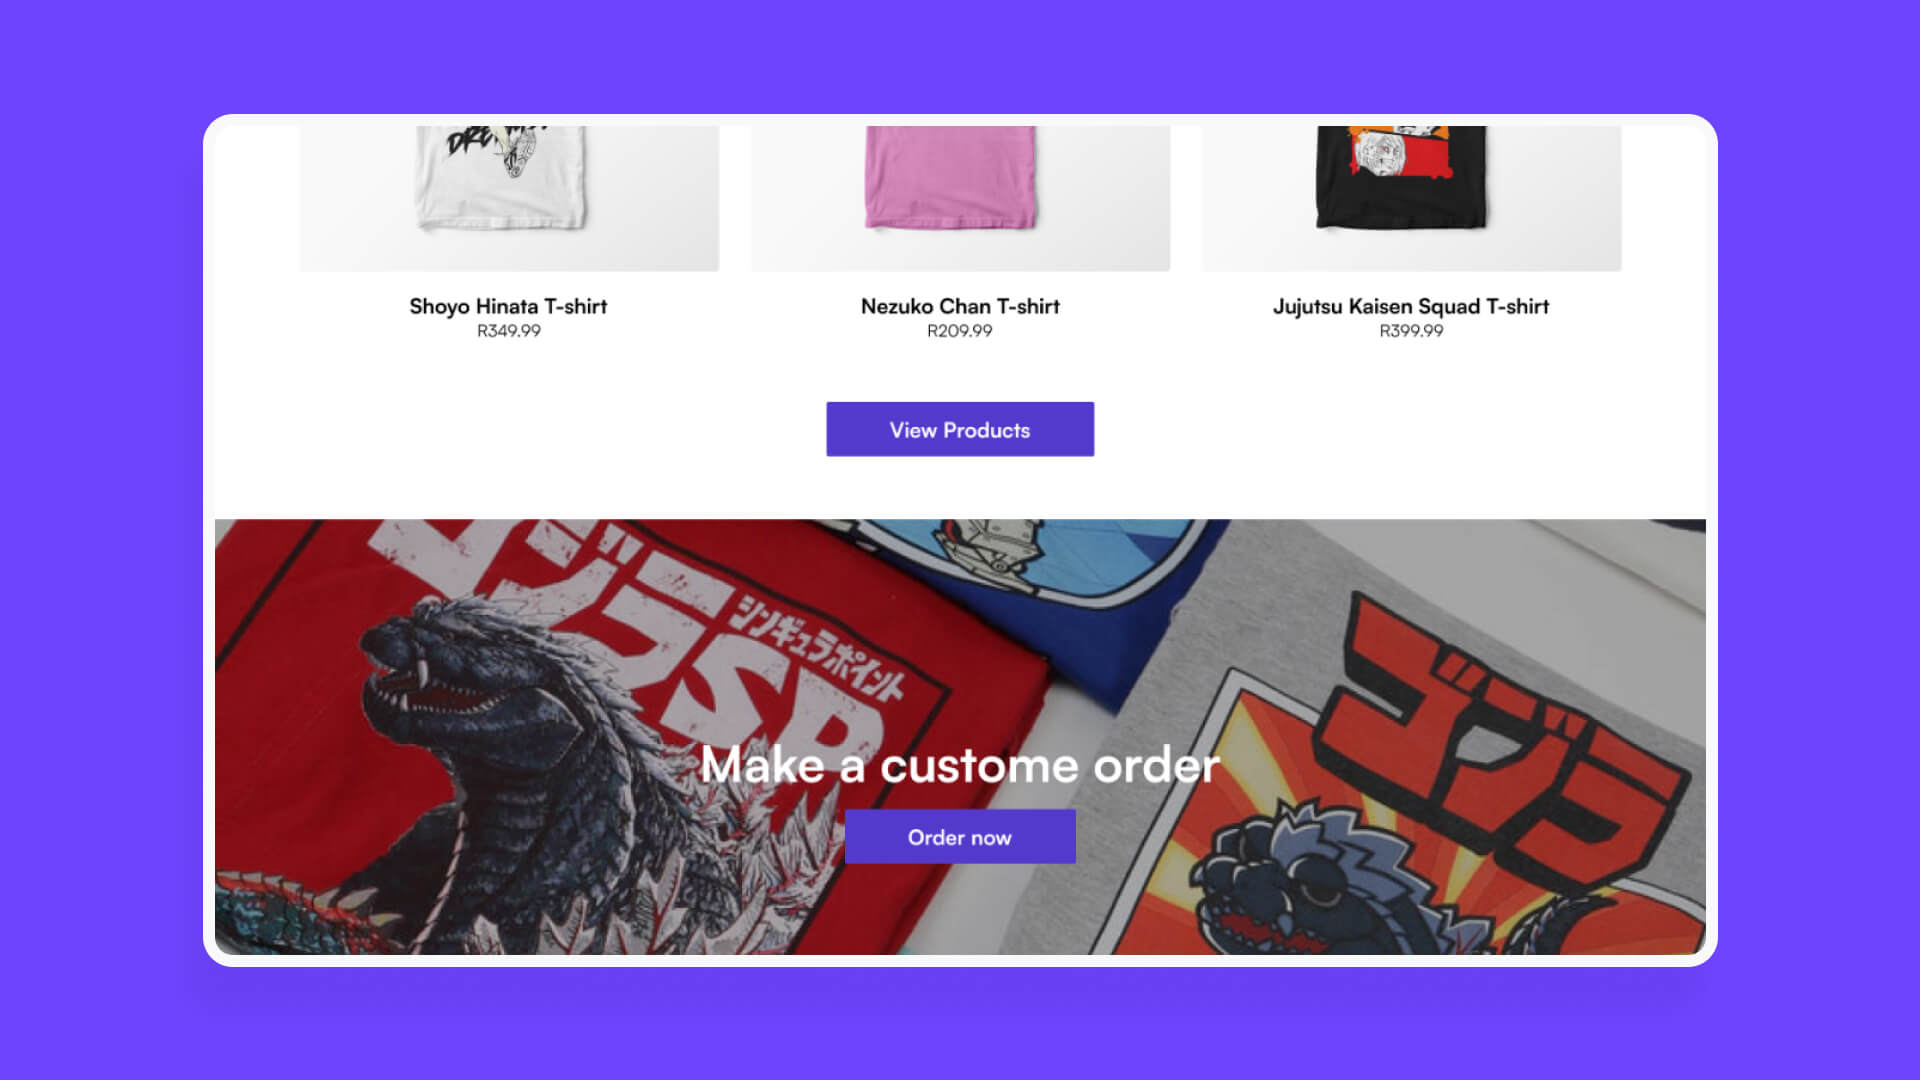 Shoyo Hinata T-shirt
R349.99
Nezuko Chan T-shirt
R209.99
Jujutsu Kaisen Squad T-shirt
R399.99
View Products
ゴジラSP
シンギュラポイント
ゴジラ
Make a custome order
Order now